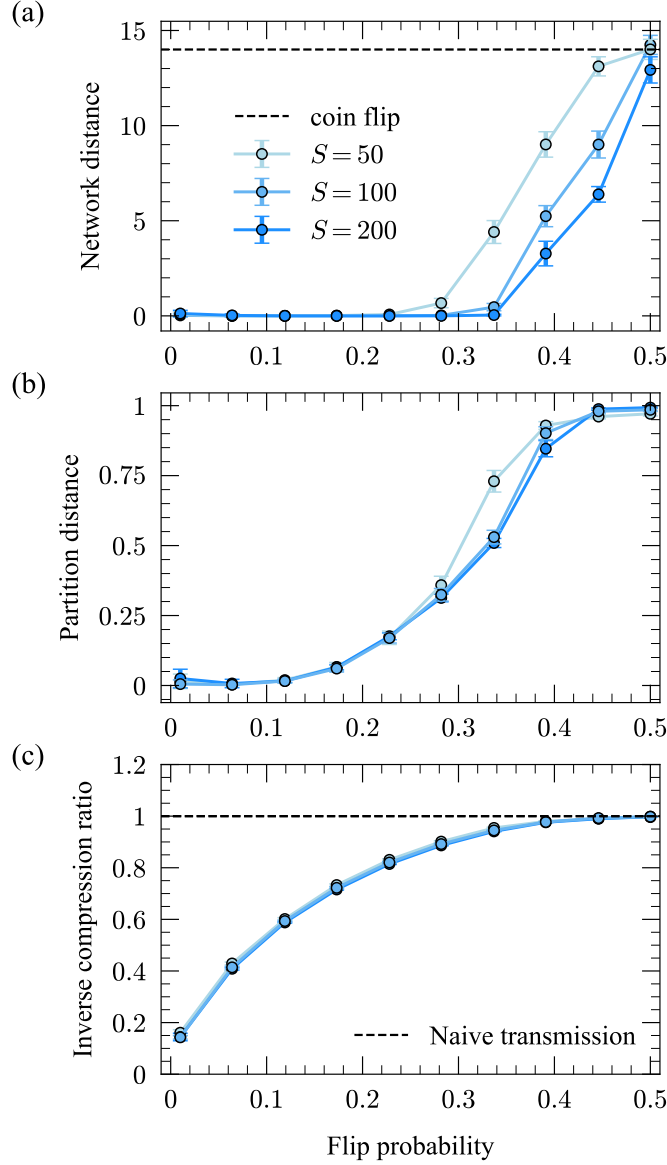 (a)
15
10
5
0
Network distance
coin flip
S = 50
S = 100
S = 200
0 0.1 0.2 0.3 0.4 0.5
(b)
1
0.75
0.5
0.25
0
Partition distance
0 0.1 0.2 0.3 0.4 0.5
(c)
1.2
1
0.8
0.6
0.4
0.2
0
Inverse compression ratio
Naive transmission
0 0.1 0.2 0.3 0.4 0.5
Flip probability